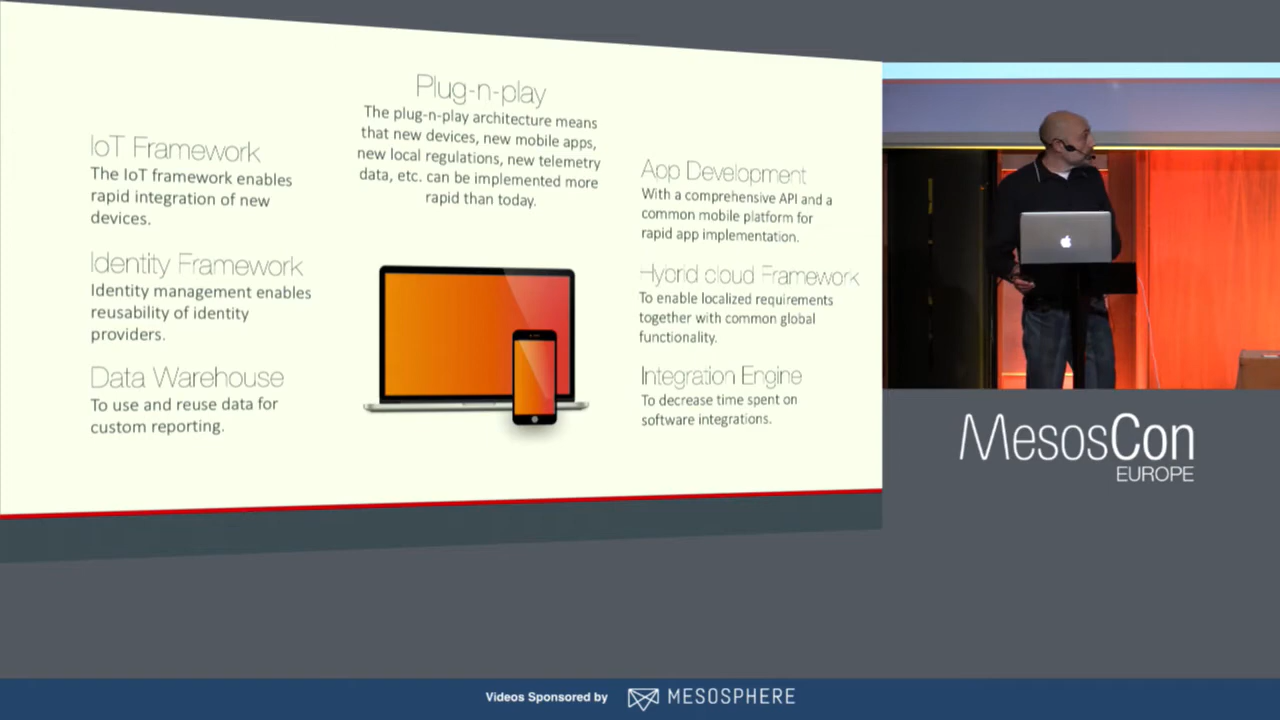 Plug-n-play
The plug-n-play architecture means
that new devices, new mobile apps,
new local regulations, new telemetry
data, etc. can be implemented more
rapid than today.
IoT Framework
The IoT framework enables
rapid integration of new
devices.
Identity Framework
Identity management enables
reusability of identity
providers.
Data Warehouse
To use and reuse data for
custom reporting.
App Development
With a comprehensive API and a
common mobile platform for
rapid app implementation.
Hybrid cloud Framework
To enable localized requirements
together with common global
functionality.
Integration Engine
To decrease time spent on
software integrations.
MesosCon
EUROPE
Videos Sponsored by
MESOSPHERE